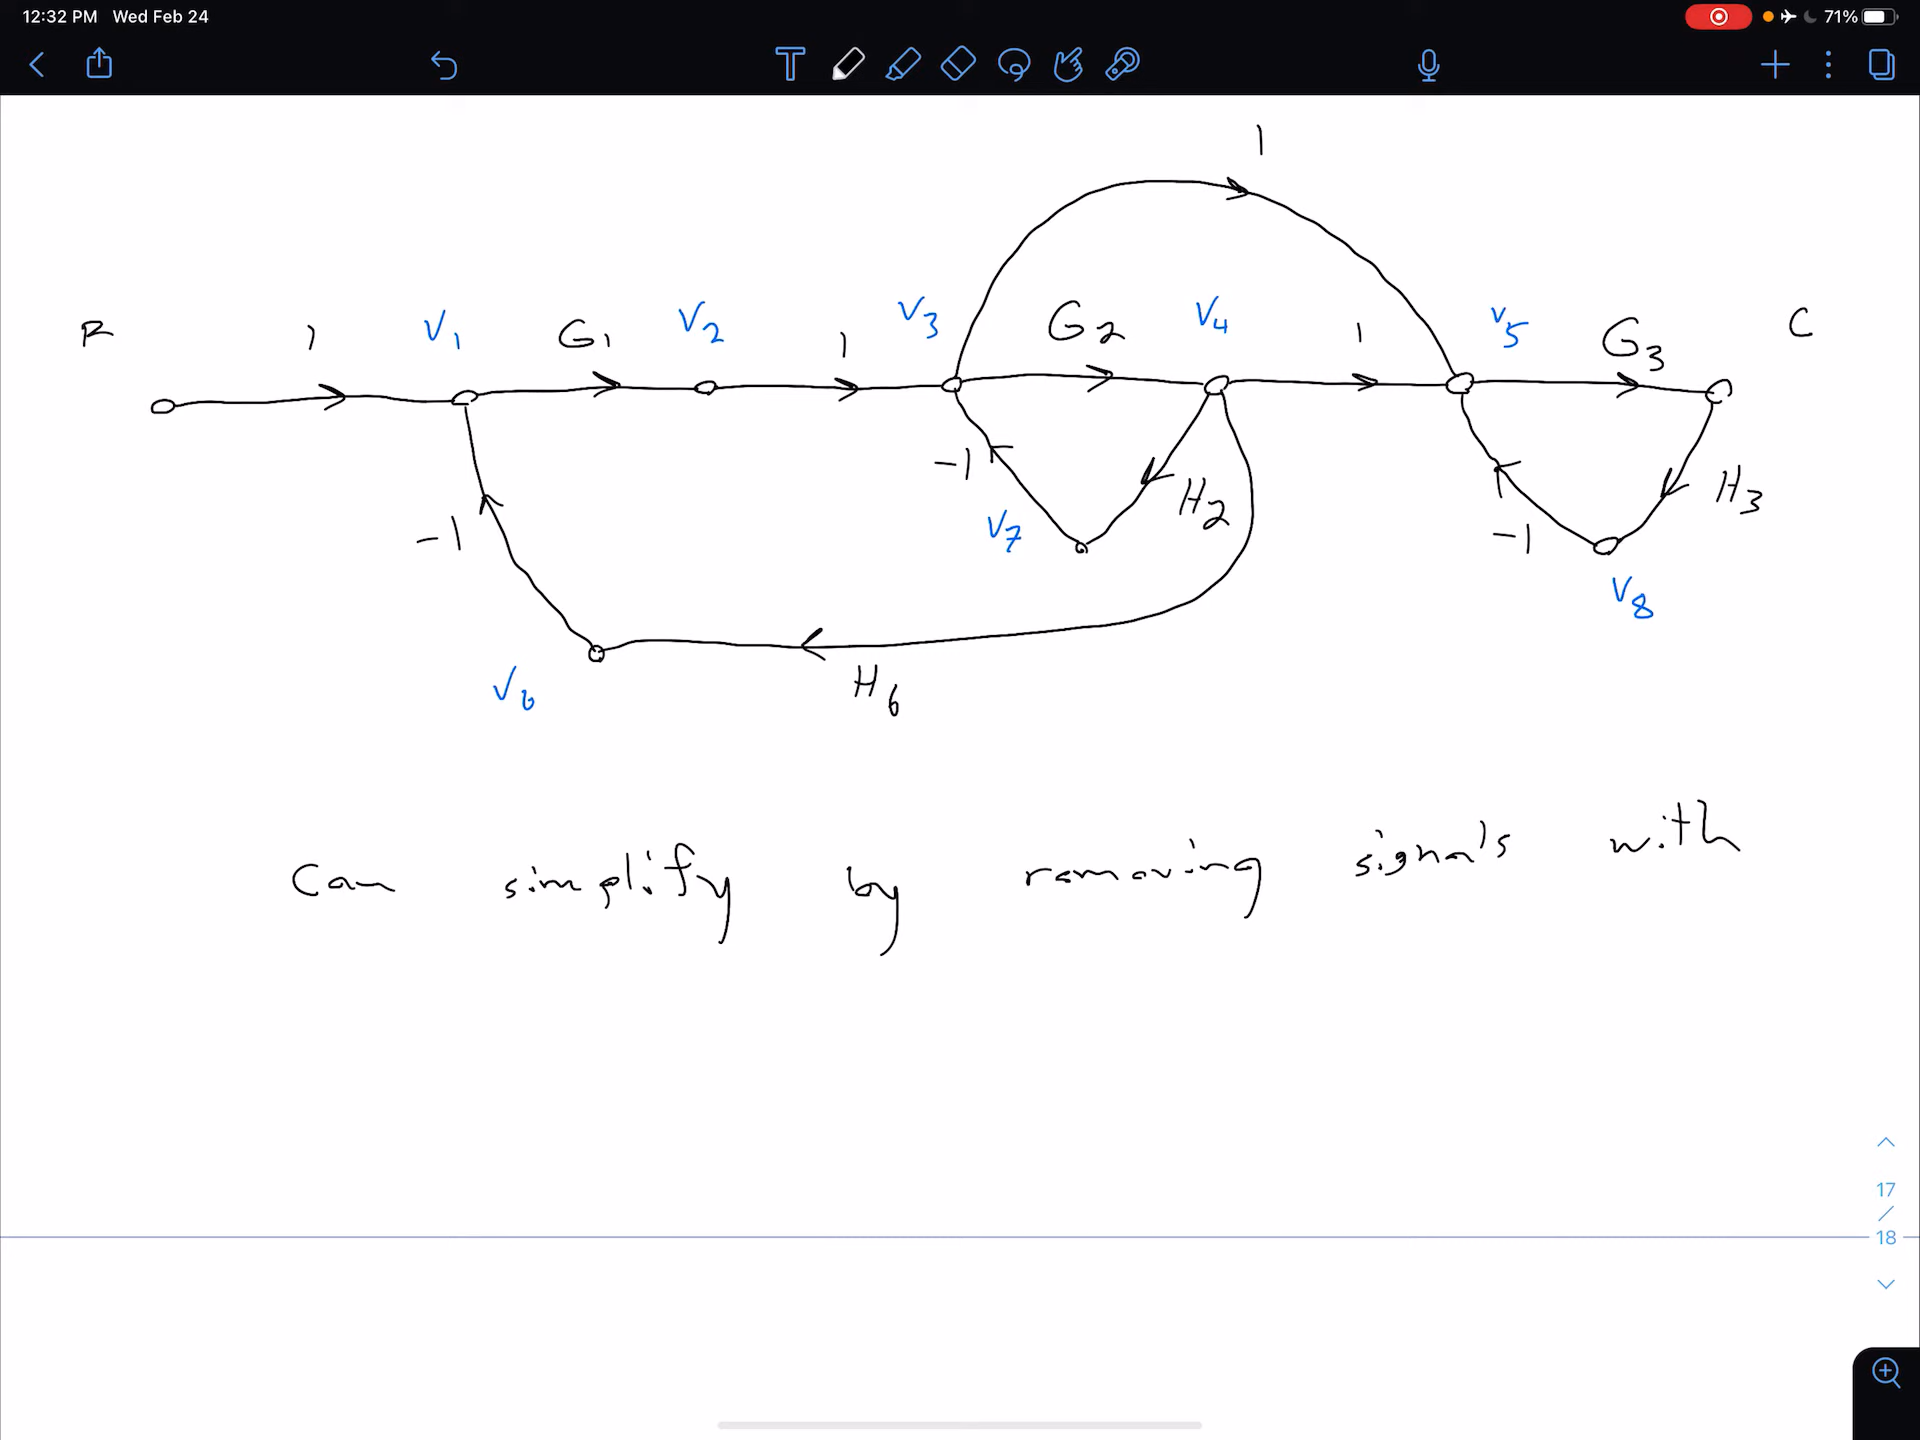 12:32 PM Wed Feb 24
71%
T
1
R 1 V1 G1 V2 1 V3 G2 V4 1 V5 G3 C
-1 H2 H3
-1 V7 -1
V8
V6 H6
Can simplify by removing signals with
17
/
18